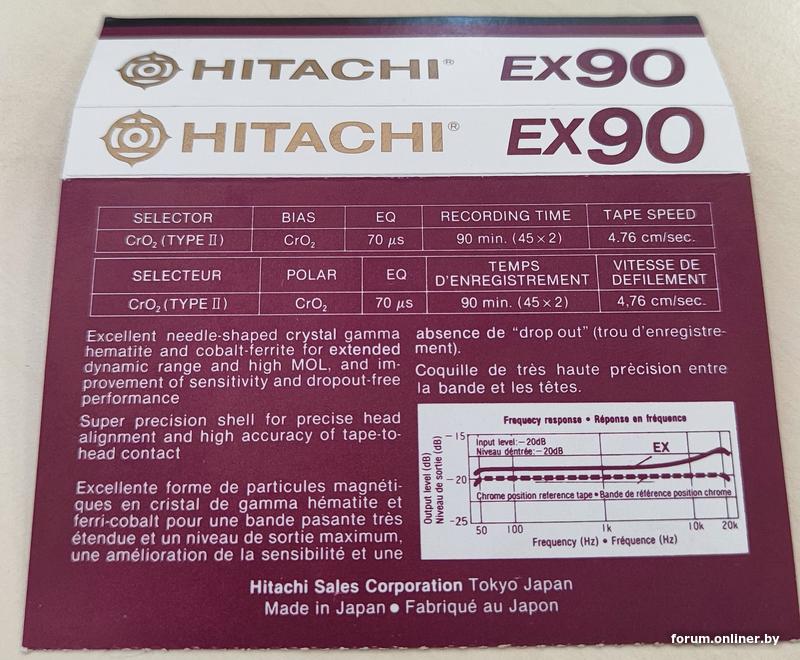 HITACHI® EX90
HITACHI® EX90
SELECTOR BIAS EQ RECORDING TIME TAPE SPEED
CrO₂ (TYPE Ⅱ) CrO₂ 70 μs 90 min. (45×2) 4.76 cm/sec.
SELECTEUR POLAR EQ TEMPS D'ENREGISTREMENT VITESSE DE DEFILEMENT
CrO₂ (TYPE Ⅱ) CrO₂ 70 μs 90 min. (45×2) 4,76 cm/sec.
Excellent needle-shaped crystal gamma
hematite and cobalt-ferrite for extended
dynamic range and high MOL, and im-
provement of sensitivity and dropout-free
performance
Super precision shell for precise head
alignment and high accuracy of tape-to-
head contact
Excellente forme de particules magnéti-
ques en cristal de gamma hématite et
ferri-cobalt pour une bande pasante très
étendue et un niveau de sortie maximum,
une amélioration de la sensibilité et une
absence de "drop out" (trou d'enregistre-
ment).
Coquille de très haute prècision entre
la bande et les têtes.
Frequecy response • Réponse en fréquence
Output level (dB)
Niveau de sortie (dB)
-15
-20
-25
Input level:-20dB
Niveau déntrée:-20dB
EX
Chrome position reference tape • Bande de référence position chrome
50 100 1k 10k 20k
Frequency (Hz) • Fréquence (Hz)
Hitachi Sales Corporation Tokyo Japan
Made in Japan ● Fabriqué au Japon
forum.onliner.by